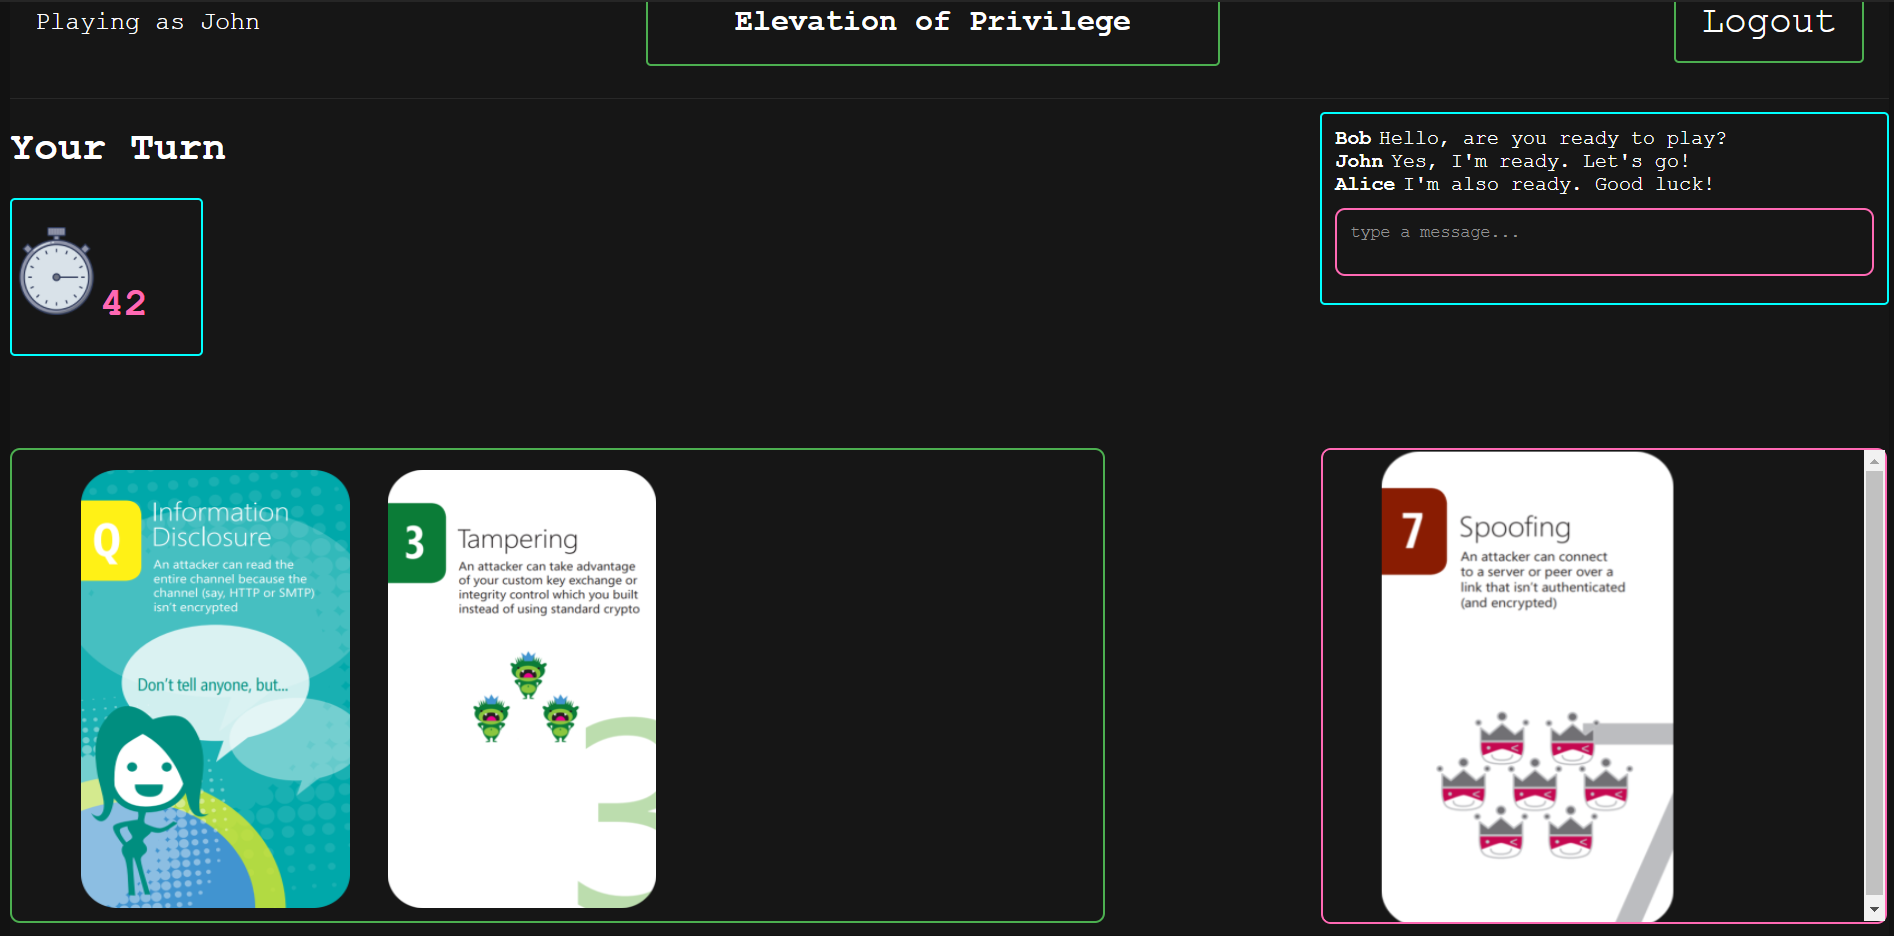 Playing as John
Elevation of Privilege
Logout
Your Turn
42
Bob Hello, are you ready to play?
John Yes, I'm ready. Let's go!
Alice I'm also ready. Good luck!
type a message...
Q
Information
Disclosure
An attacker can read the
entire channel because the
channel (say, HTTP or SMTP)
isn't encrypted
Don't tell anyone, but...
3
Tampering
An attacker can take advantage
of your custom key exchange or
integrity control which you built
instead of using standard crypto
3
7
Spoofing
An attacker can connect
to a server or peer over a
link that isn't authenticated
(and encrypted)
7